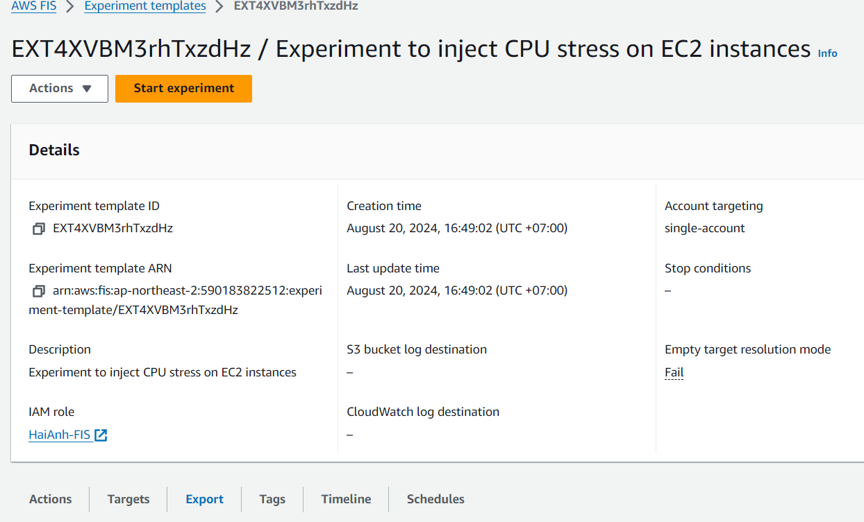 AWS FIS > Experiment templates > EXT4XVBM3rhTxzdHz
EXT4XVBM3rhTxzdHz / Experiment to inject CPU stress on EC2 instances Info
Actions ▼ Start experiment
Details
Experiment template ID
EXT4XVBM3rhTxzdHz
Experiment template ARN
arn:aws:fis:ap-northeast-2:590183822512:experi
ment-template/EXT4XVBM3rhTxzdHz
Description
Experiment to inject CPU stress on EC2 instances
IAM role
HaiAnh-FIS
Creation time
August 20, 2024, 16:49:02 (UTC +07:00)
Last update time
August 20, 2024, 16:49:02 (UTC +07:00)
S3 bucket log destination
–
CloudWatch log destination
–
Account targeting
single-account
Stop conditions
–
Empty target resolution mode
Fail
Actions Targets Export Tags Timeline Schedules